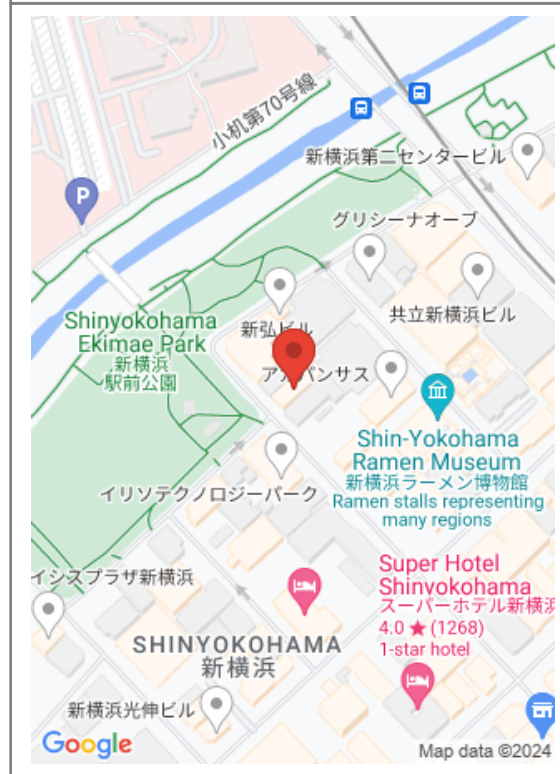 小机第70号線
P
新横浜第二センタービル
グリシーナオーブ
新弘ビル
共立新横浜ビル
Shinyokohama
Ekimae Park
新横浜
駅前公園
Shin-Yokohama
Ramen Museum
新横浜ラーメン博物館
Ramen stalls representing
many regions
イリソテクノロジーパーク
イシスプラザ新横浜
Super Hotel
Shinyokohama
スーパーホテル新横浜
4.0 ★ (1268)
1-star hotel
SHINYOKOHAMA
新横浜
新横浜光伸ビル
Google
Map data ©2024